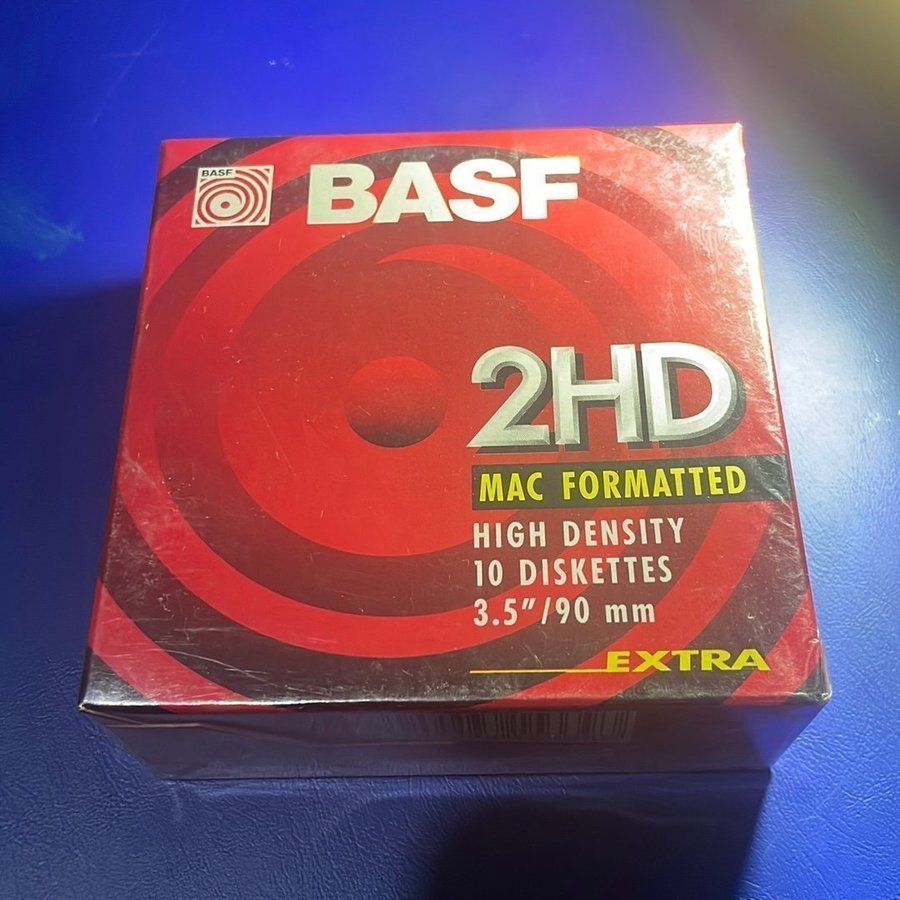 BASF
BASF
2HD
MAC FORMATTED
HIGH DENSITY
10 DISKETTES
3.5"/90 mm
EXTRA